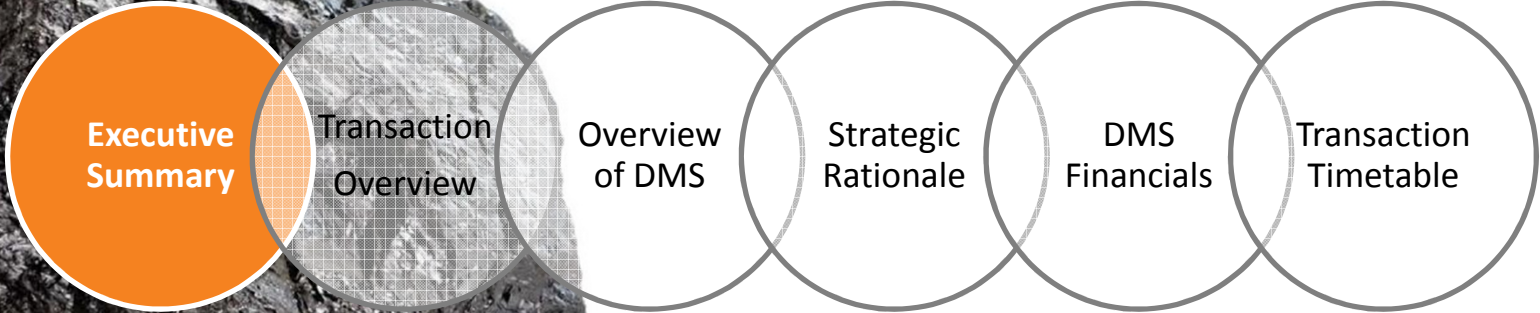 Executive
Summary
Transaction
Overview
Overview
of DMS
Strategic
Rationale
DMS
Financials
Transaction
Timetable